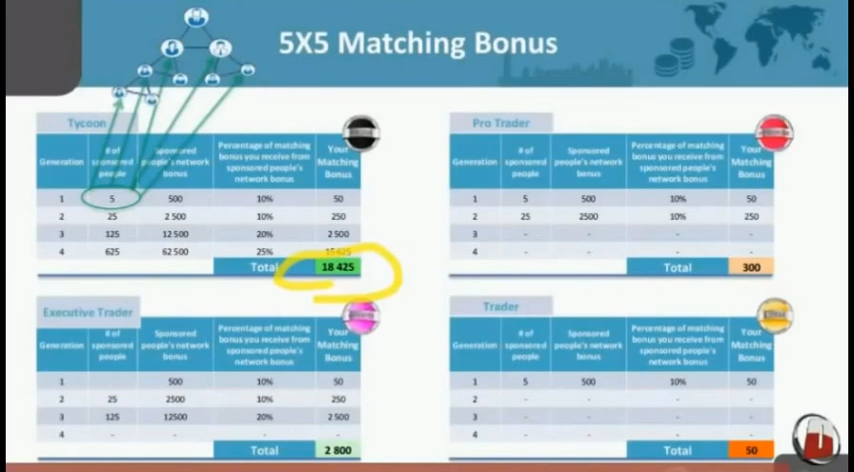 5X5 Matching Bonus
Tycoon
Generation | # of sponsored people | Sponsored people's network bonus | Percentage of matching bonus you receive from sponsored people's network bonus | Your Matching Bonus
1 | 5 | 500 | 10% | 50
2 | 25 | 2 500 | 10% | 250
3 | 125 | 12 500 | 20% | 2 500
4 | 625 | 62 500 | 25% | 15 625
Total | 18 425
Pro Trader
Generation | # of sponsored people | Sponsored people's network bonus | Percentage of matching bonus you receive from sponsored people's network bonus | Your Matching Bonus
1 | 5 | 500 | 10% | 50
2 | 25 | 2500 | 10% | 250
3 | - | - | - | -
4 | - | - | - | -
Total | 300
Executive Trader
Generation | # of sponsored people | Sponsored people's network bonus | Percentage of matching bonus you receive from sponsored people's network bonus | Your Matching Bonus
1 | 500 | 10% | 50
2 | 25 | 2500 | 10% | 250
3 | 125 | 12500 | 20% | 2 500
4 | - | - | - | -
Total | 2 800
Trader
Generation | # of sponsored people | Sponsored people's network bonus | Percentage of matching bonus you receive from sponsored people's network bonus | Your Matching Bonus
1 | 5 | 500 | 10% | 50
2 | - | - | - | -
3 | - | - | - | -
4 | - | - | - | -
Total | 50